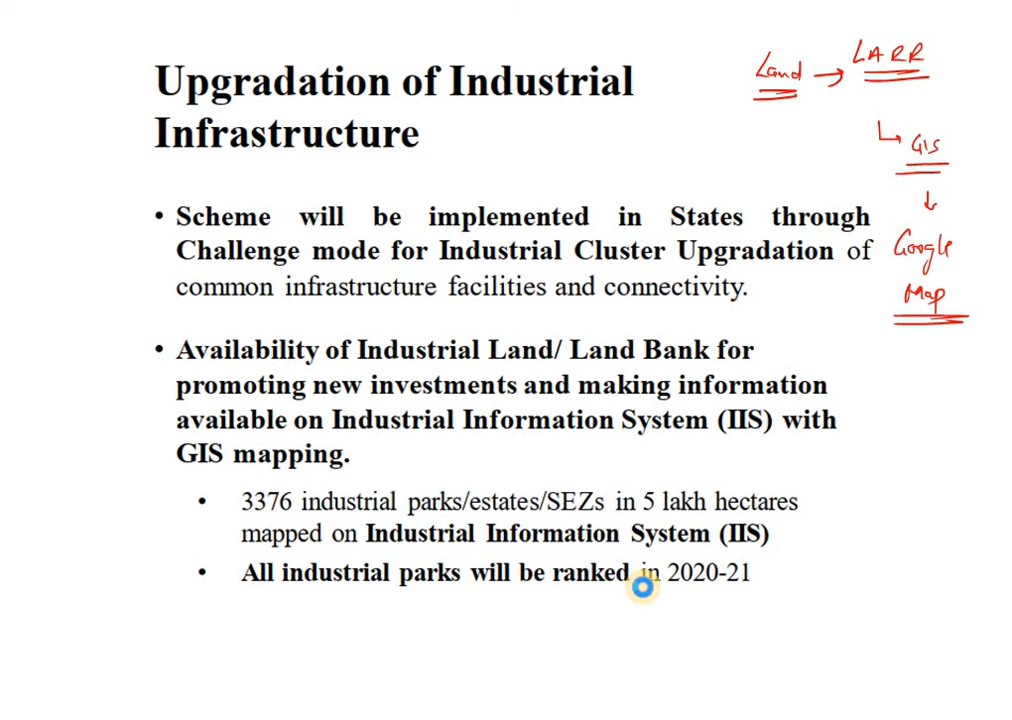 Upgradation of Industrial
Infrastructure
Land → LARR
↳ GIS
↓
Google
Map
• Scheme will be implemented in States through
Challenge mode for Industrial Cluster Upgradation of
common infrastructure facilities and connectivity.
• Availability of Industrial Land/ Land Bank for
promoting new investments and making information
available on Industrial Information System (IIS) with
GIS mapping.
• 3376 industrial parks/estates/SEZs in 5 lakh hectares
mapped on Industrial Information System (IIS)
• All industrial parks will be ranked in 2020-21